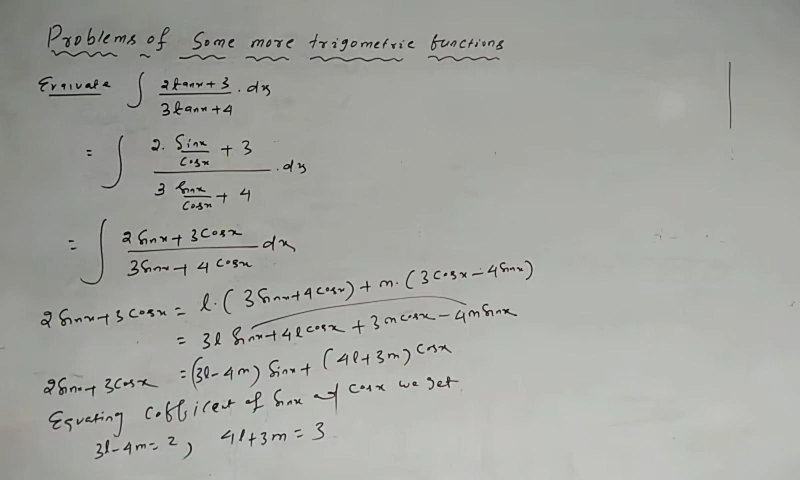 Problems of Some more trigometric functions
Evaluate ∫ (2tanx+3)/(3tanx+4) . dx
= ∫ (2. Sinx/Cosx + 3)/(3 Sinx/Cosx + 4) . dx
= ∫ (2Sinx + 3Cosx)/(3Sinx + 4Cosx) dx
2Sinx + 3Cosx = l.(3Sinx+4Cosx) + m.(3Cosx-4Sinx)
= 3l Sinx + 4l Cosx + 3m Cosx - 4m Sinx
2Sinx + 3Cosx = (3l-4m) Sinx + (4l+3m) Cosx
Equating Cofficient of Sinx and Cosx we get
3l-4m=2, 4l+3m=3